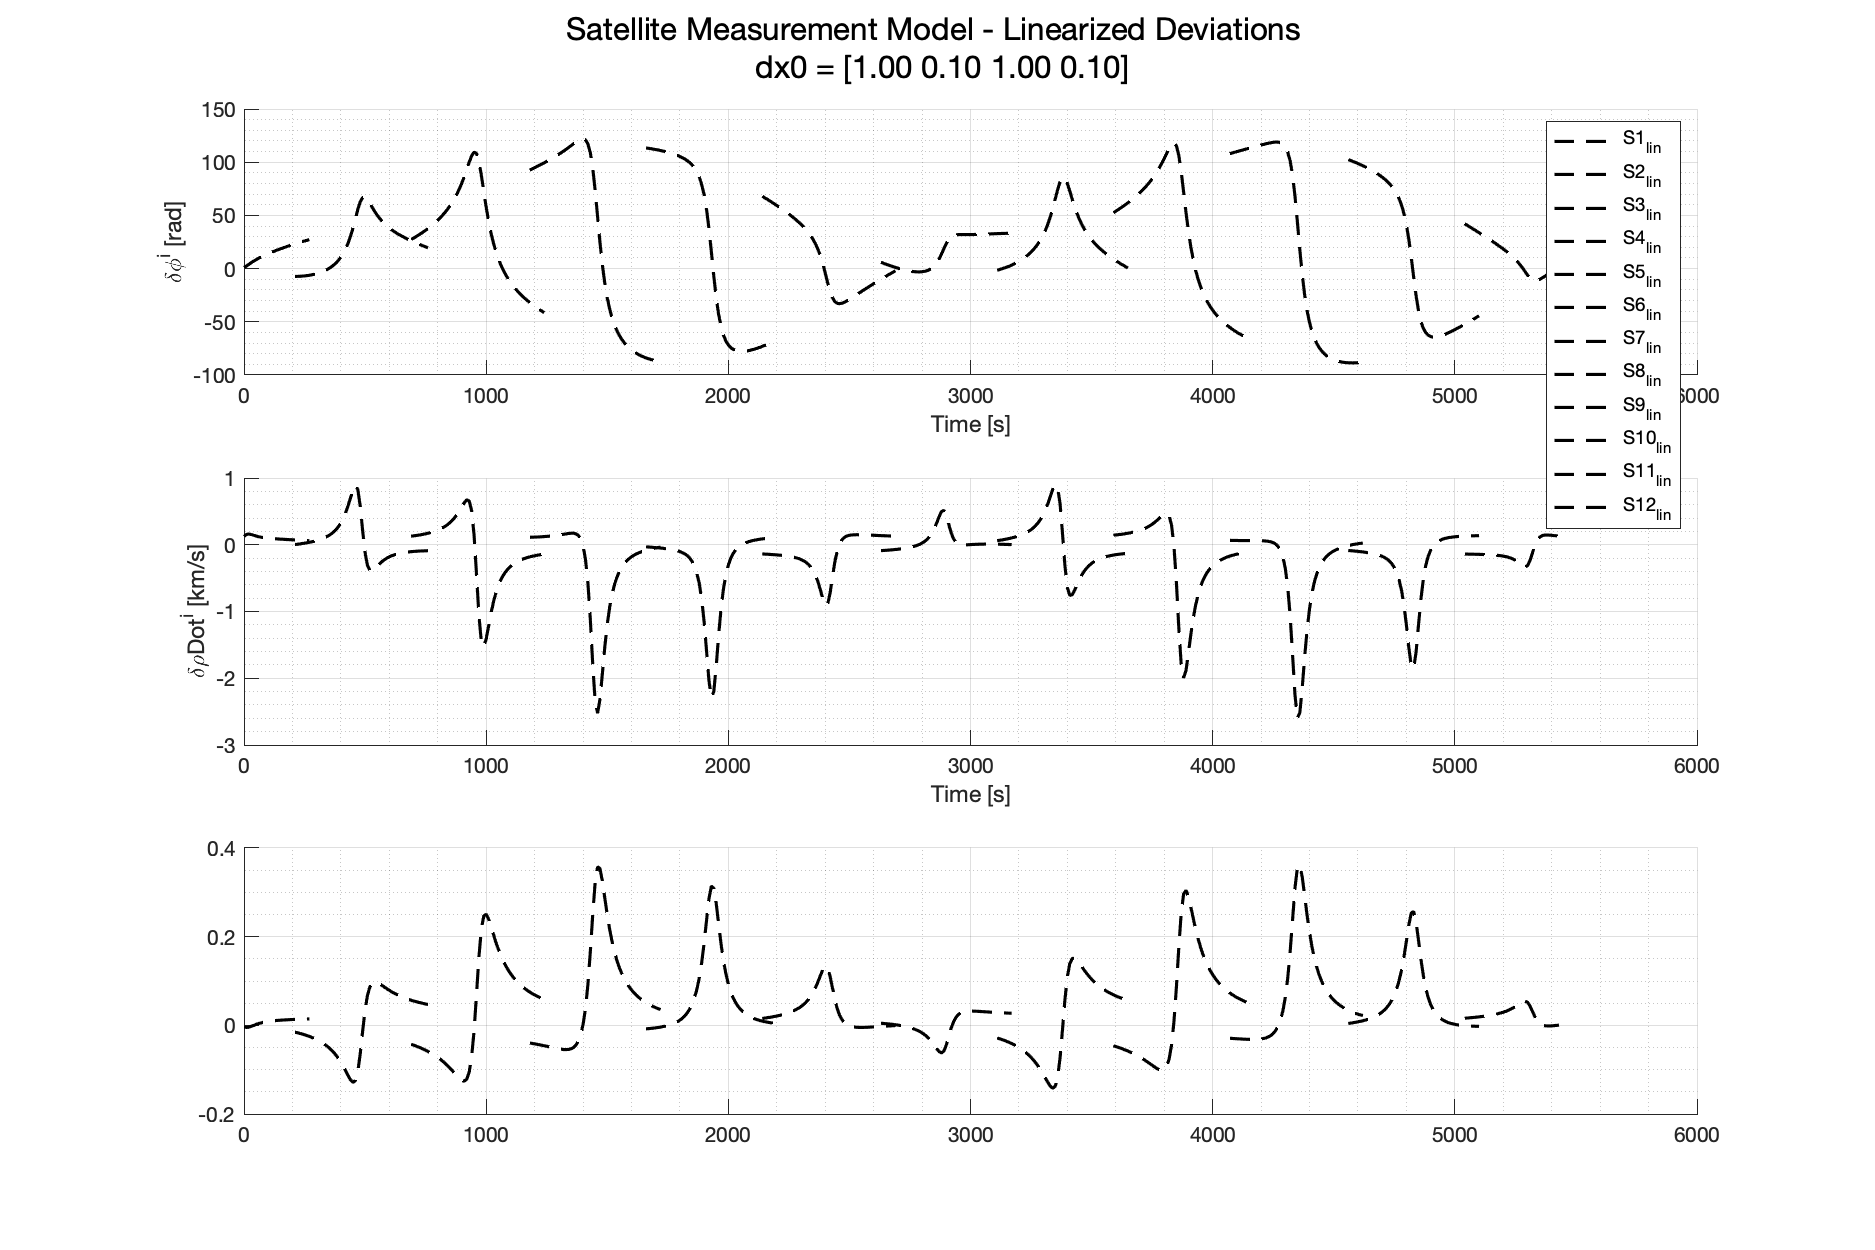 Satellite Measurement Model - Linearized Deviations
dx0 = [1.00 0.10 1.00 0.10]
150
100
50
0
-50
-100
δϕⁱ [rad]
0 1000 2000 3000 4000 5000 6000
Time [s]
S1lin
S2lin
S3lin
S4lin
S5lin
S6lin
S7lin
S8lin
S9lin
S10lin
S11lin
S12lin
1
0
-1
-2
-3
δρDotⁱ [km/s]
0 1000 2000 3000 4000 5000 6000
Time [s]
0.4
0.2
0
-0.2
0 1000 2000 3000 4000 5000 6000